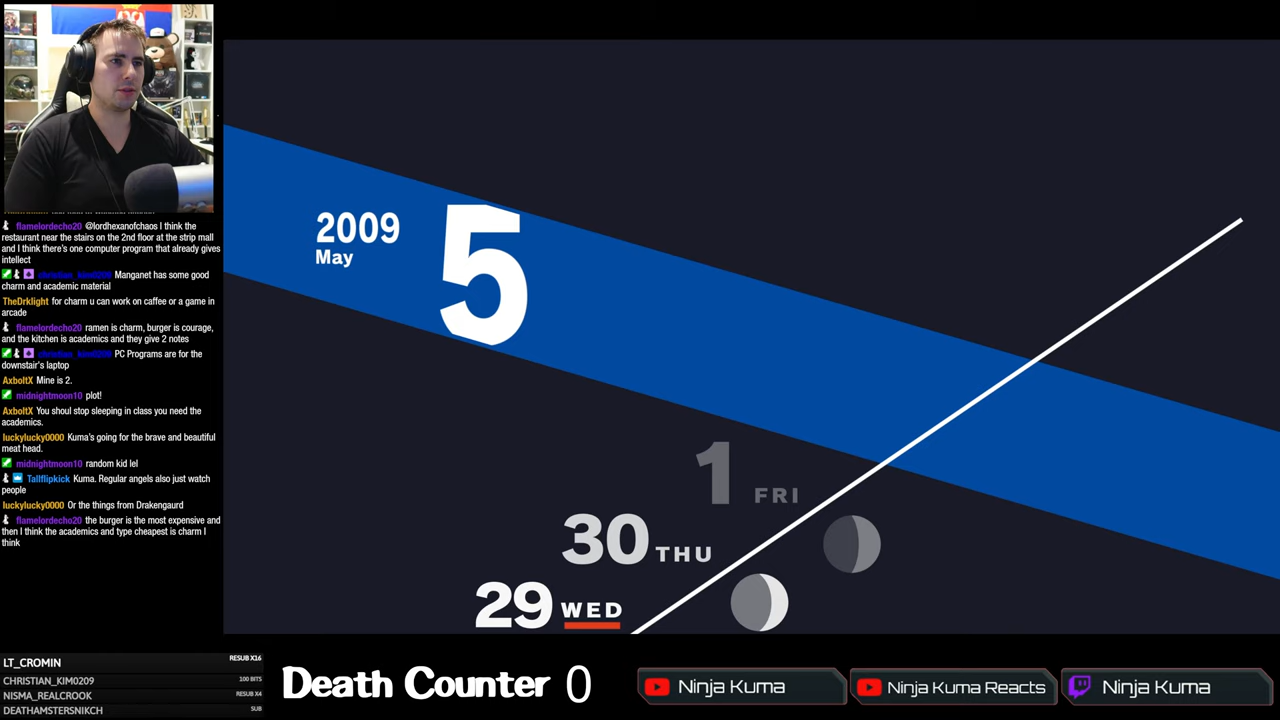 flamelordecho20 @lordhexanofchaos I think the
restaurant near the stairs on the 2nd floor at the strip mall
and I think there's one computer program that already gives
intellect
christian_kim0209 Manganet has some good
charm and academic material
TheDrklight for charm u can work on caffee or a game in
arcade
flamelordecho20 ramen is charm, burger is courage,
and the kitchen is academics and they give 2 notes
christian_kim0209 PC Programs are for the
downstair's laptop
AxboltX Mine is 2.
midnightmoon10 plot!
AxboltX You shoul stop sleeping in class you need the
academics.
luckylucky0000 Kuma's going for the brave and beautiful
meat head.
midnightmoon10 random kid lel
Tallflipkick Kuma. Regular angels also just watch
people
luckylucky0000 Or the things from Drakengaurd
flamelordecho20 the burger is the most expensive and
then I think the academics and type cheapest is charm I
think
2009
May
5
1 FRI
30 THU
29 WED
LT_CROMIN RESUB X16
CHRISTIAN_KIM0209 100 BITS
NISMA_REALCROOK RESUB X4
DEATHAMSTERSNIKCH SUB
Death Counter 0
Ninja Kuma
Ninja Kuma Reacts
Ninja Kuma